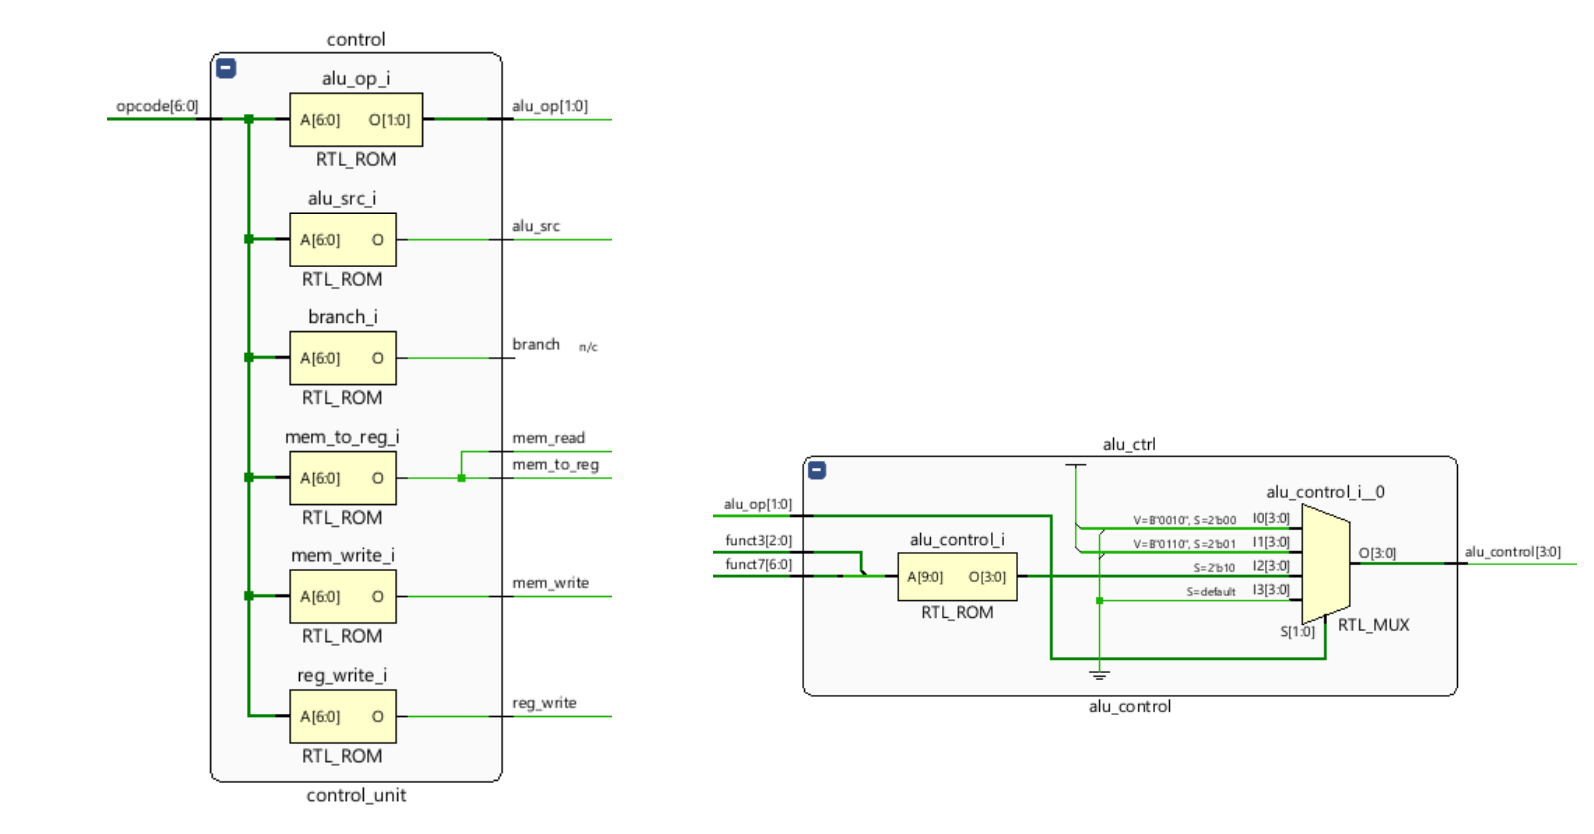 control
alu_op_i
opcode[6:0]
A[6:0] O[1:0]
alu_op[1:0]
RTL_ROM
alu_src_i
A[6:0] O
alu_src
RTL_ROM
branch_i
A[6:0] O
branch n/c
RTL_ROM
mem_to_reg_i
A[6:0] O
mem_read
mem_to_reg
RTL_ROM
mem_write_i
A[6:0] O
mem_write
RTL_ROM
reg_write_i
A[6:0] O
reg_write
RTL_ROM
control_unit
alu_ctrl
alu_op[1:0]
funct3[2:0]
funct7[6:0]
alu_control_i
A[9:0] O[3:0]
RTL_ROM
alu_control_i__0
V=B"0010", S=2'b00 I0[3:0]
V=B"0110", S=2'b01 I1[3:0]
S=2'b10 I2[3:0]
S=default I3[3:0]
S[1:0]
O[3:0]
RTL_MUX
alu_control[3:0]
alu_control